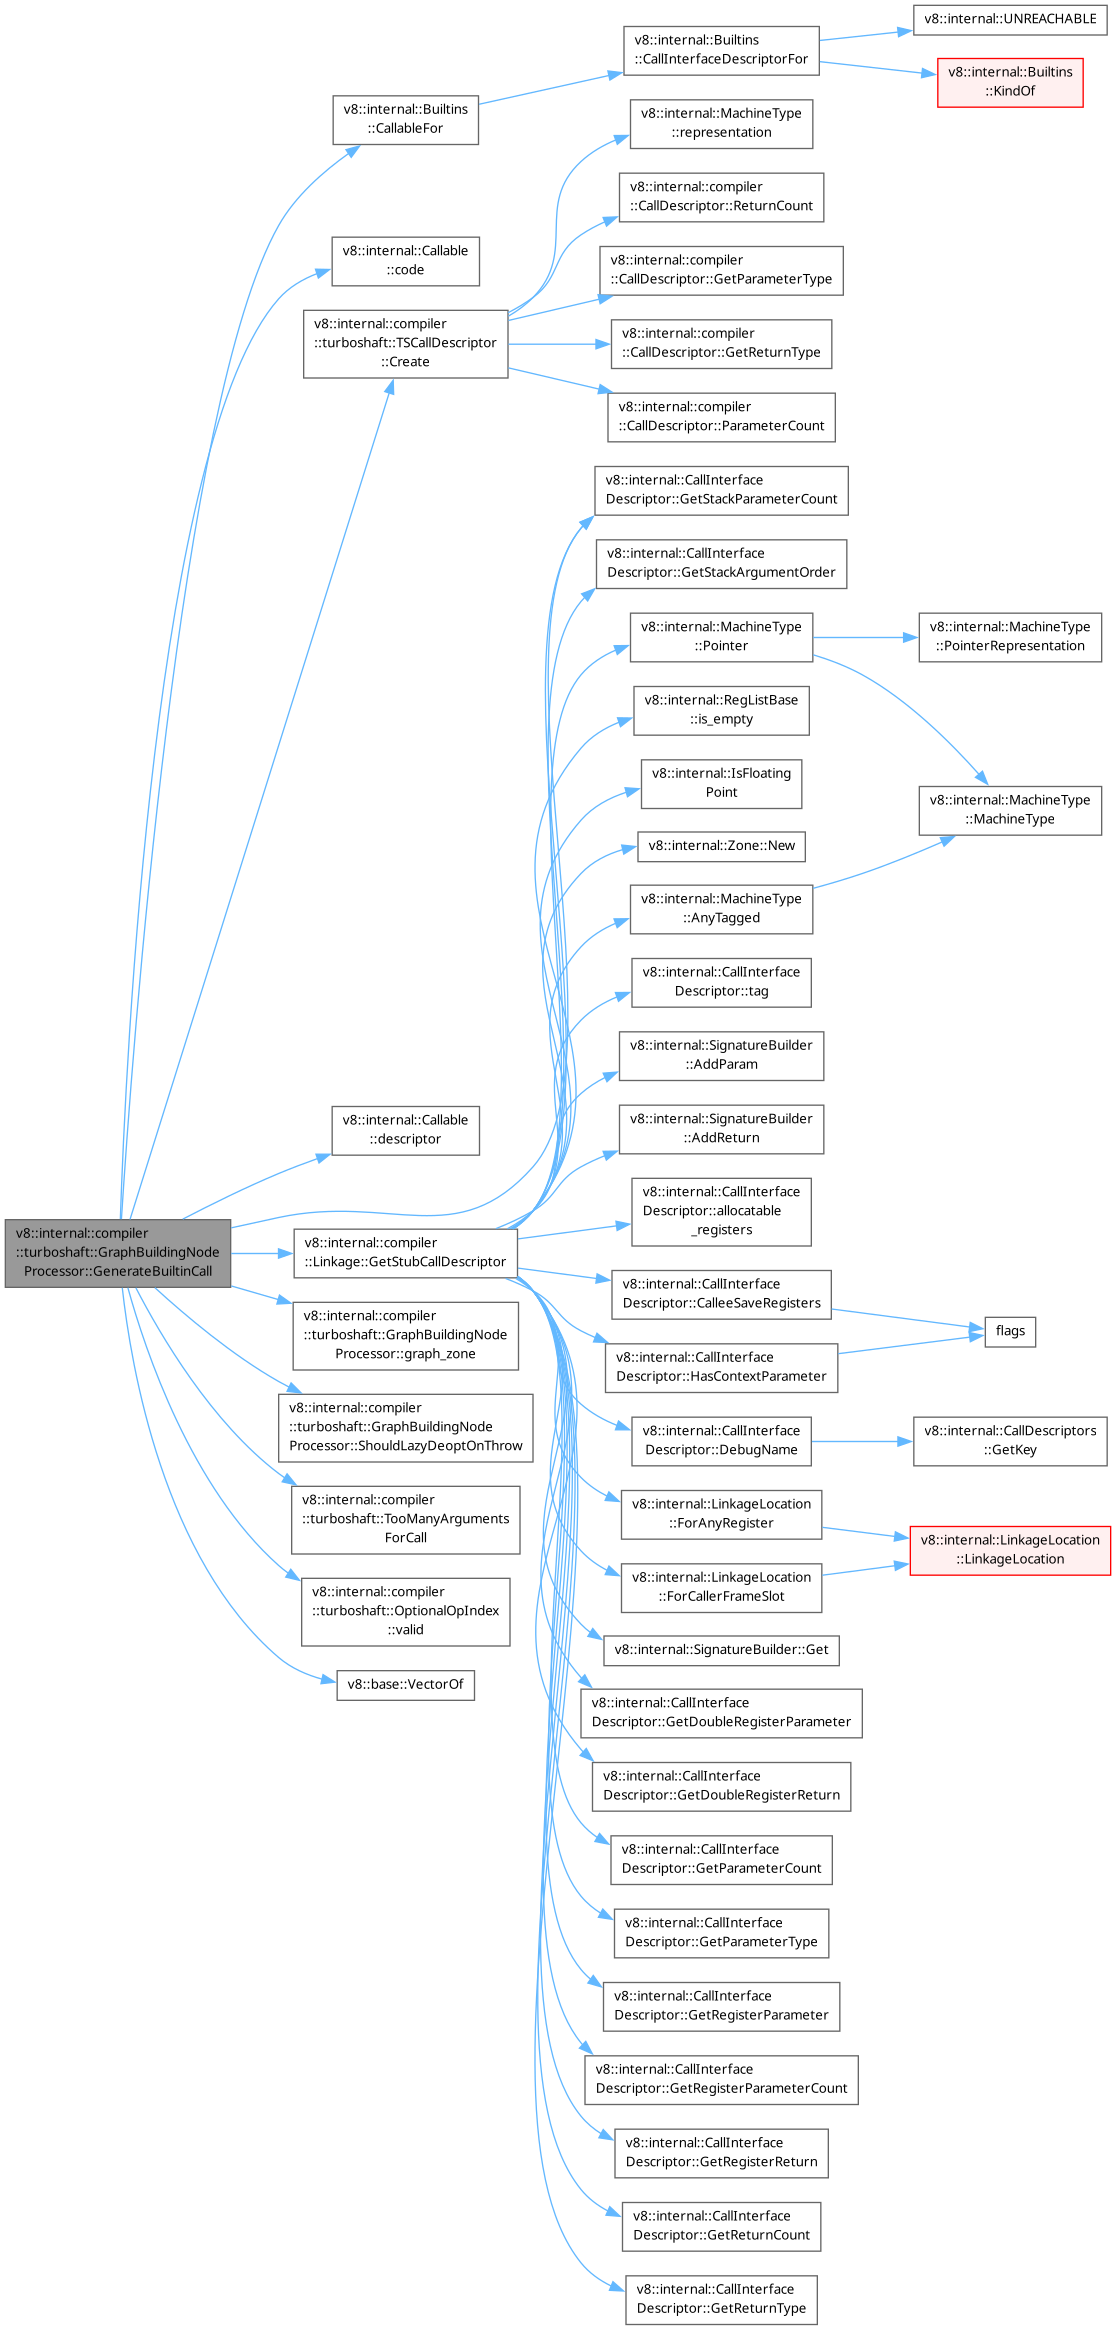 v8::internal::compiler
::turboshaft::GraphBuildingNode
Processor::GenerateBuiltinCall
v8::internal::Builtins
::CallableFor
v8::internal::Callable
::code
v8::internal::compiler
::turboshaft::TSCallDescriptor
::Create
v8::internal::Callable
::descriptor
v8::internal::compiler
::Linkage::GetStubCallDescriptor
v8::internal::compiler
::turboshaft::GraphBuildingNode
Processor::graph_zone
v8::internal::compiler
::turboshaft::GraphBuildingNode
Processor::ShouldLazyDeoptOnThrow
v8::internal::compiler
::turboshaft::TooManyArguments
ForCall
v8::internal::compiler
::turboshaft::OptionalOpIndex
::valid
v8::base::VectorOf
v8::internal::Builtins
::CallInterfaceDescriptorFor
v8::internal::MachineType
::representation
v8::internal::compiler
::CallDescriptor::ReturnCount
v8::internal::compiler
::CallDescriptor::GetParameterType
v8::internal::compiler
::CallDescriptor::GetReturnType
v8::internal::compiler
::CallDescriptor::ParameterCount
v8::internal::CallInterface
Descriptor::GetStackParameterCount
v8::internal::CallInterface
Descriptor::GetStackArgumentOrder
v8::internal::MachineType
::Pointer
v8::internal::RegListBase
::is_empty
v8::internal::IsFloating
Point
v8::internal::Zone::New
v8::internal::MachineType
::AnyTagged
v8::internal::CallInterface
Descriptor::tag
v8::internal::SignatureBuilder
::AddParam
v8::internal::SignatureBuilder
::AddReturn
v8::internal::CallInterface
Descriptor::allocatable
_registers
v8::internal::CallInterface
Descriptor::CalleeSaveRegisters
v8::internal::CallInterface
Descriptor::HasContextParameter
v8::internal::CallInterface
Descriptor::DebugName
v8::internal::LinkageLocation
::ForAnyRegister
v8::internal::LinkageLocation
::ForCallerFrameSlot
v8::internal::SignatureBuilder::Get
v8::internal::CallInterface
Descriptor::GetDoubleRegisterParameter
v8::internal::CallInterface
Descriptor::GetDoubleRegisterReturn
v8::internal::CallInterface
Descriptor::GetParameterCount
v8::internal::CallInterface
Descriptor::GetParameterType
v8::internal::CallInterface
Descriptor::GetRegisterParameter
v8::internal::CallInterface
Descriptor::GetRegisterParameterCount
v8::internal::CallInterface
Descriptor::GetRegisterReturn
v8::internal::CallInterface
Descriptor::GetReturnCount
v8::internal::CallInterface
Descriptor::GetReturnType
v8::internal::UNREACHABLE
v8::internal::Builtins
::KindOf
v8::internal::MachineType
::PointerRepresentation
v8::internal::MachineType
::MachineType
flags
v8::internal::CallDescriptors
::GetKey
v8::internal::LinkageLocation
::LinkageLocation